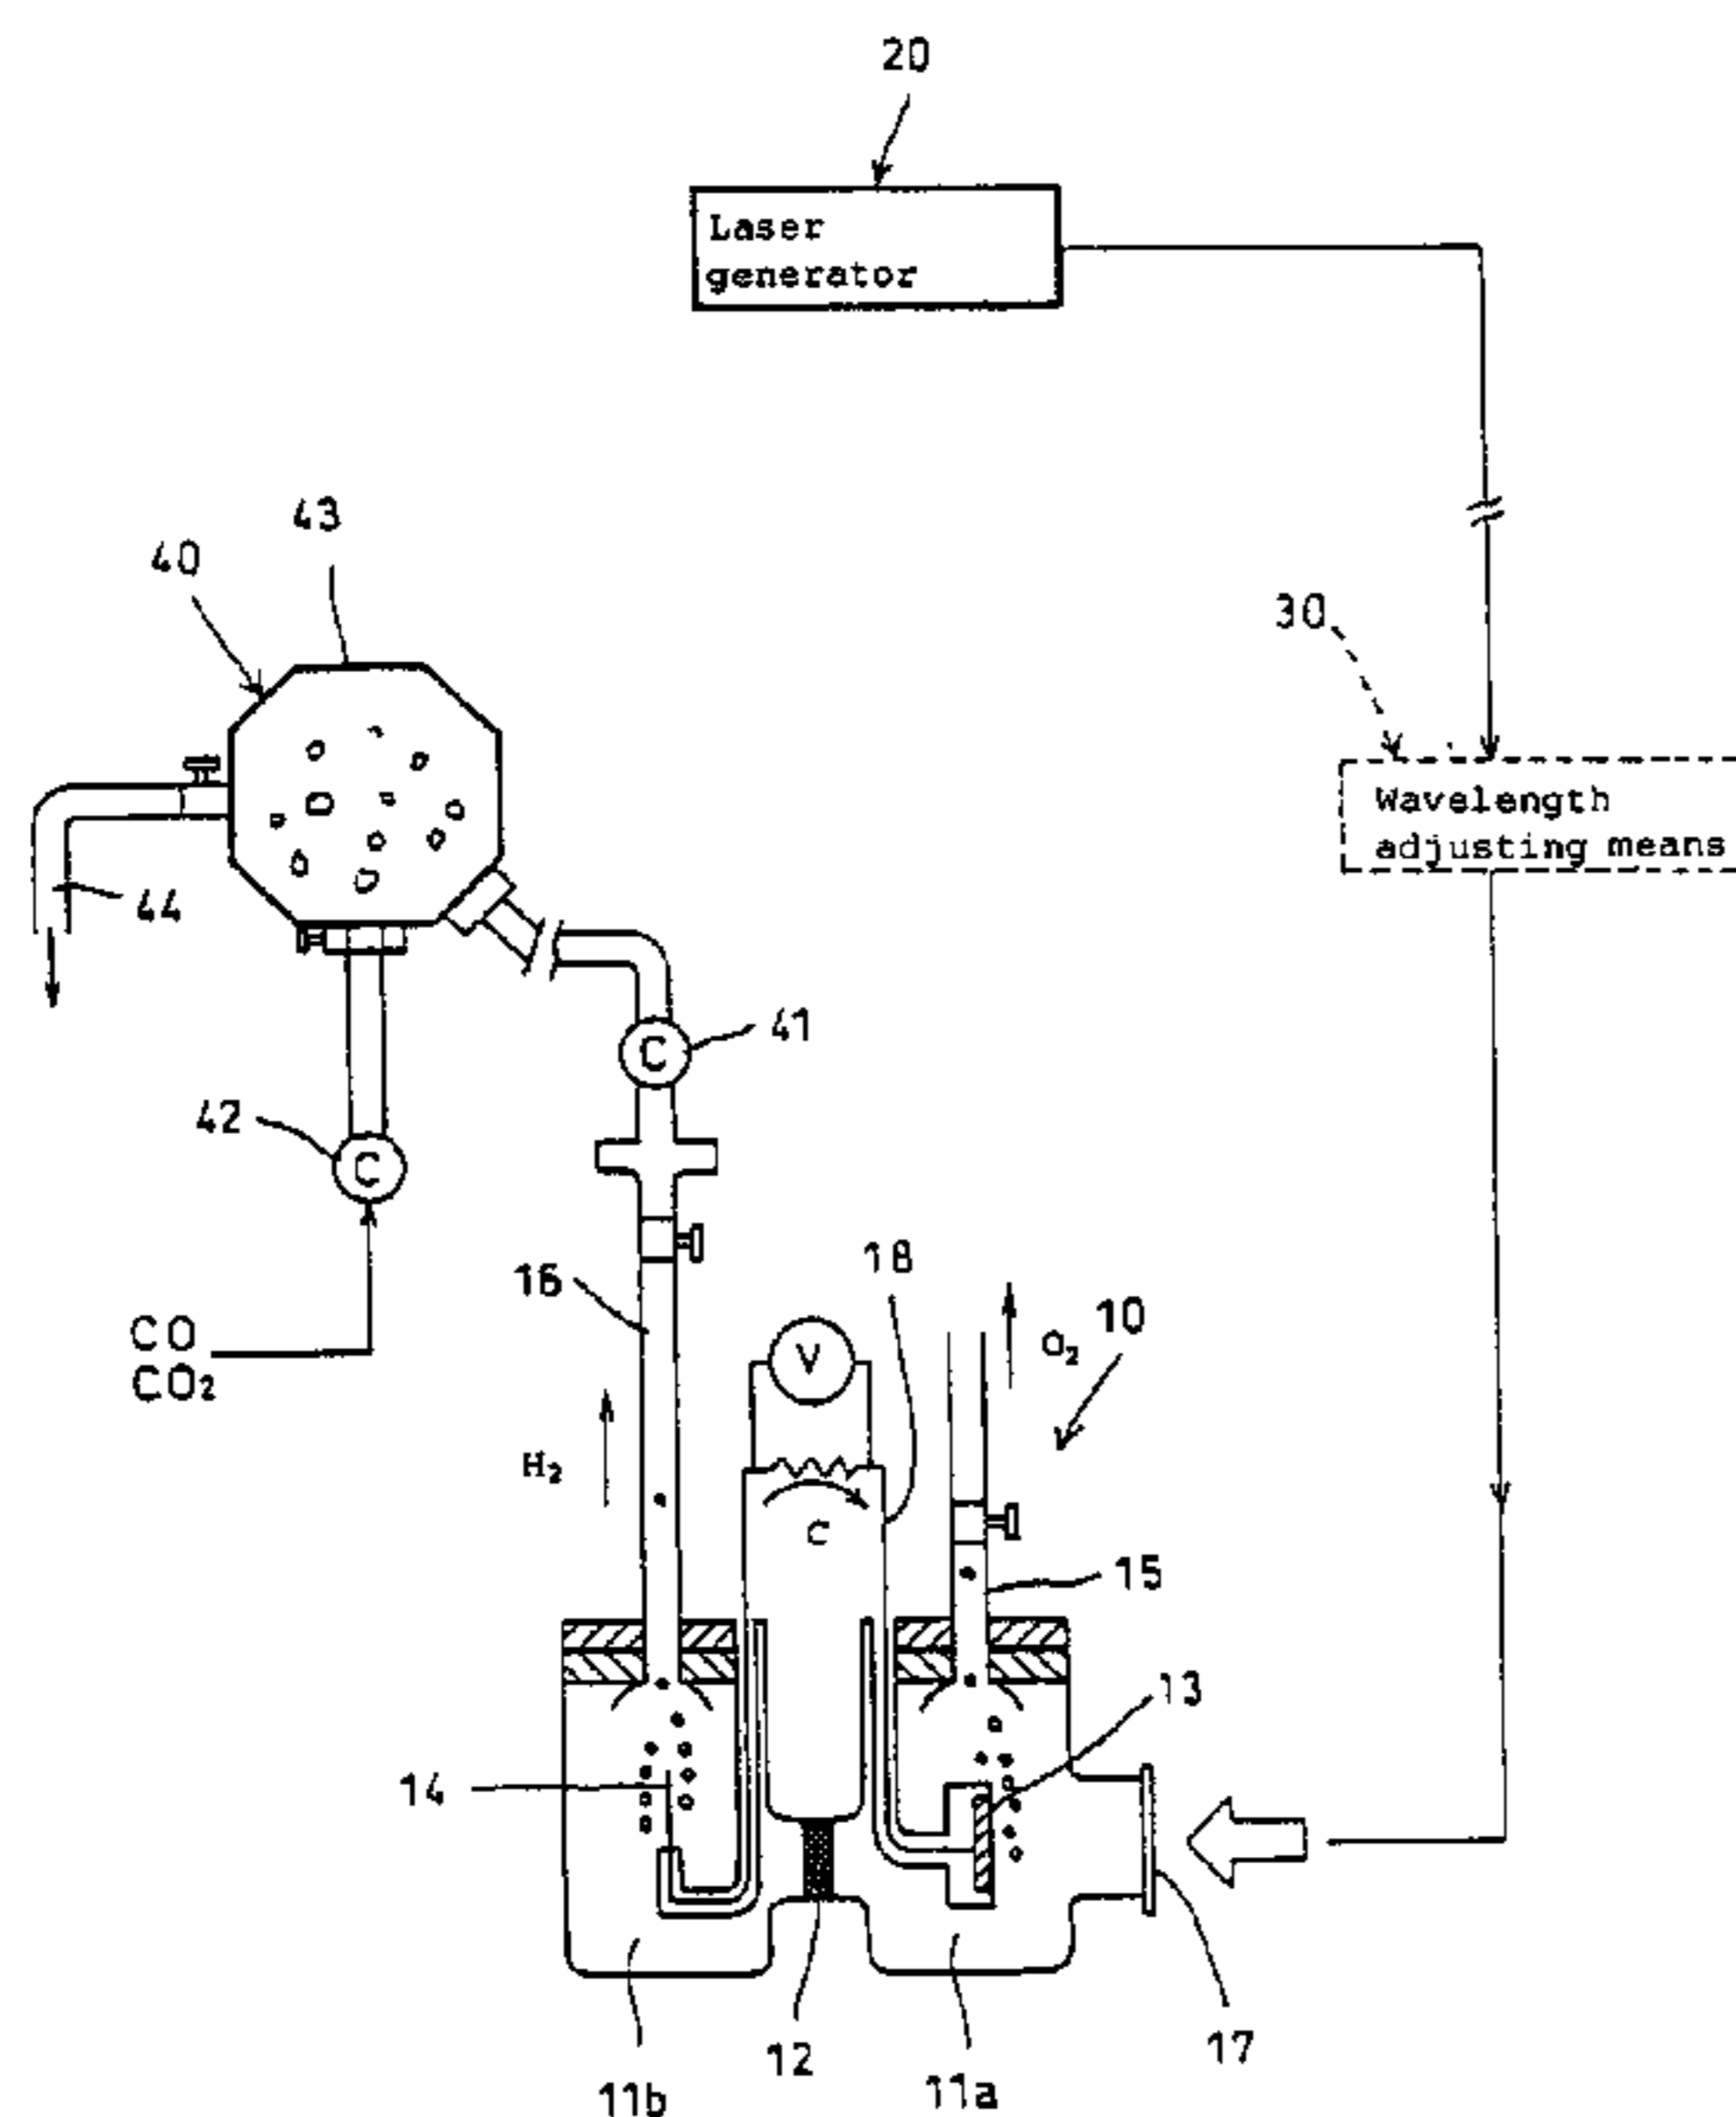 20
Laser
generator
43
40
30
Wavelength
adjusting means
44
41
C
42
C
18
16
10
CO
CO₂
V
O₂
H₂
C
15
13
14
12
17
11b
11a